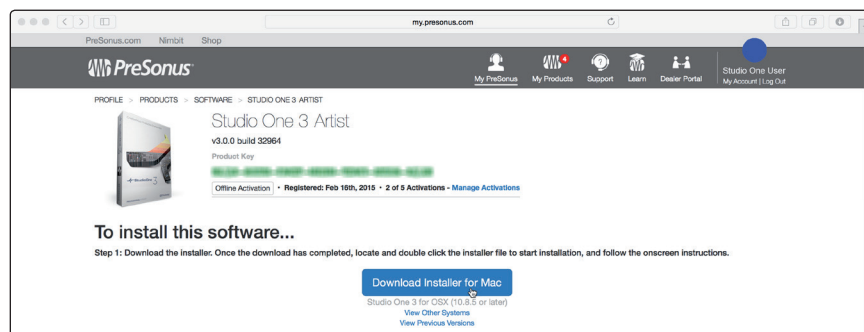 my.presonus.com
PreSonus.com Nimbit Shop
PreSonus
4
My PreSonus My Products Support Learn Dealer Portal
Studio One User
My Account | Log Out
PROFILE > PRODUCTS > SOFTWARE > STUDIO ONE 3 ARTIST
Studio One 3 Artist
v3.0.0 build 32964
Product Key
Offline Activation • Registered: Feb 16th, 2015 • 2 of 5 Activations - Manage Activations
To install this software...
Step 1: Download the installer. Once the download has completed, locate and double click the installer file to start installation, and follow the onscreen instructions.
Download Installer for Mac
Studio One 3 for OSX (10.8.5 or later)
View Other Systems
View Previous Versions